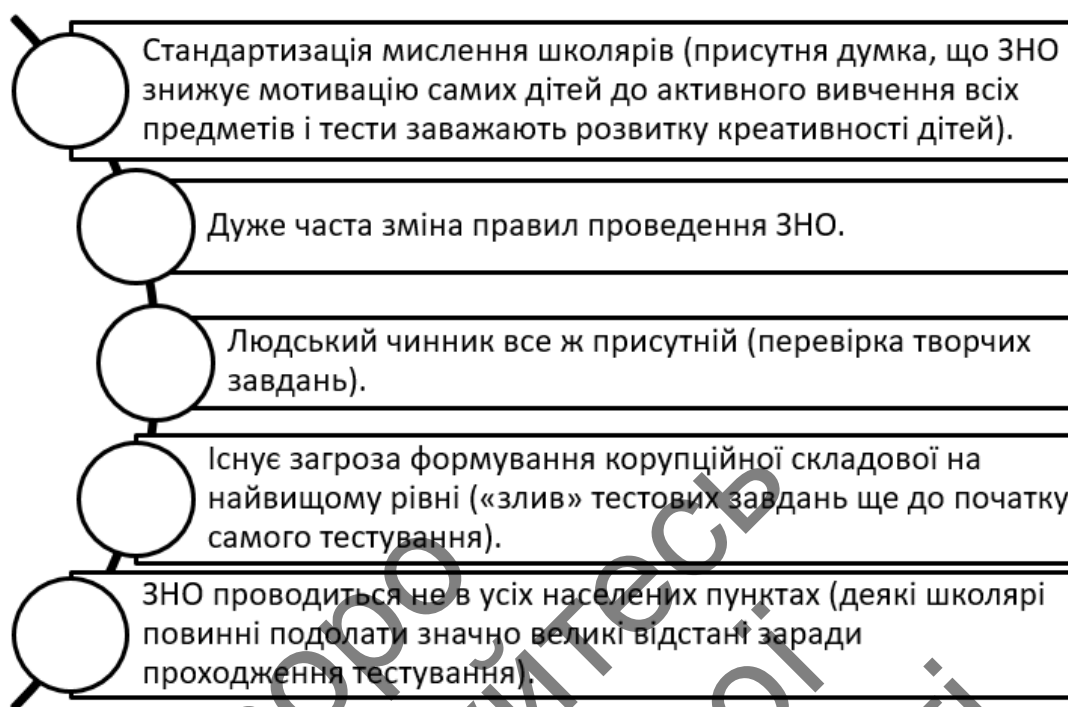 Стандартизація мислення школярів (присутня думка, що ЗНО
знижує мотивацію самих дітей до активного вивчення всіх
предметів і тести заважають розвитку креативності дітей).
Дуже часта зміна правил проведення ЗНО.
Людський чинник все ж присутній (перевірка творчих
завдань).
Існує загроза формування корупційної складової на
найвищому рівні («злив» тестових завдань ще до початку
самого тестування).
ЗНО проводиться не в усіх населених пунктах (деякі школярі
повинні подолати значно великі відстані заради
проходження тестування).